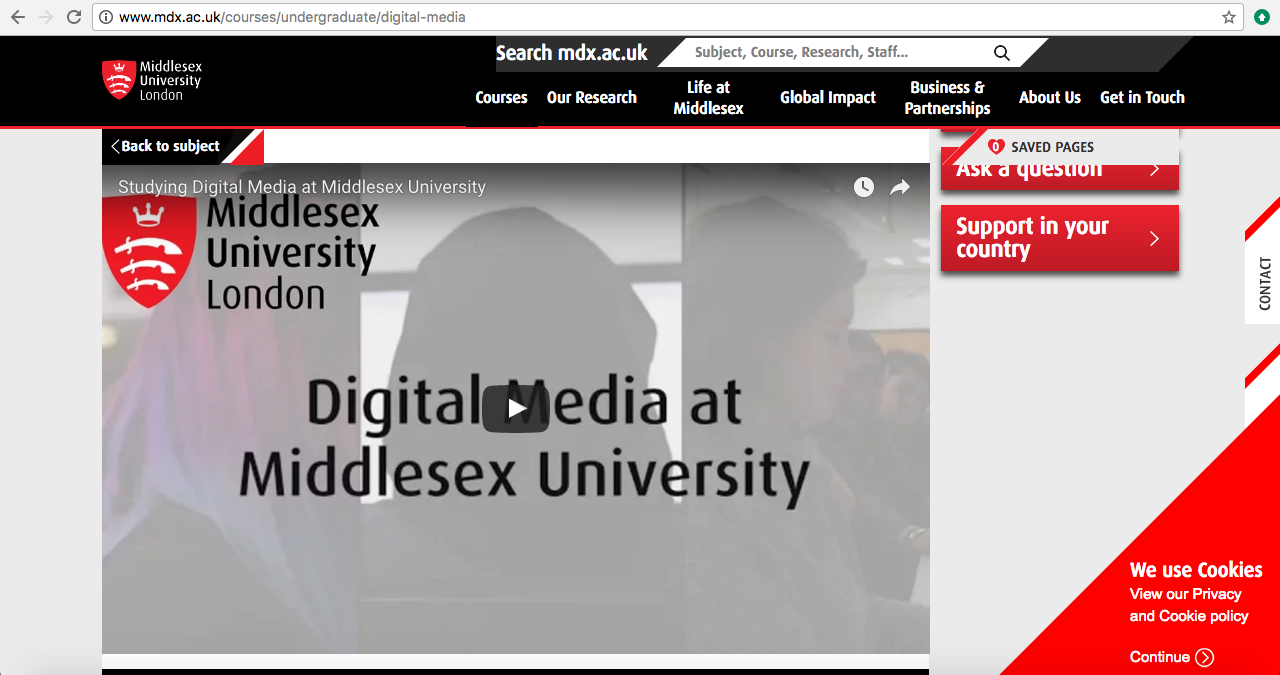 www.mdx.ac.uk/courses/undergraduate/digital-media
Middlesex
University
London
Search mdx.ac.uk
Subject, Course, Research, Staff...
Courses
Our Research
Life at
Middlesex
Global Impact
Business &
Partnerships
About Us
Get in Touch
Back to subject
0 SAVED PAGES
Ask a question
Support in your
country
CONTACT
Studying Digital Media at Middlesex University
Middlesex
University
London
Digital Media at
Middlesex University
We use Cookies
View our Privacy
and Cookie policy
Continue